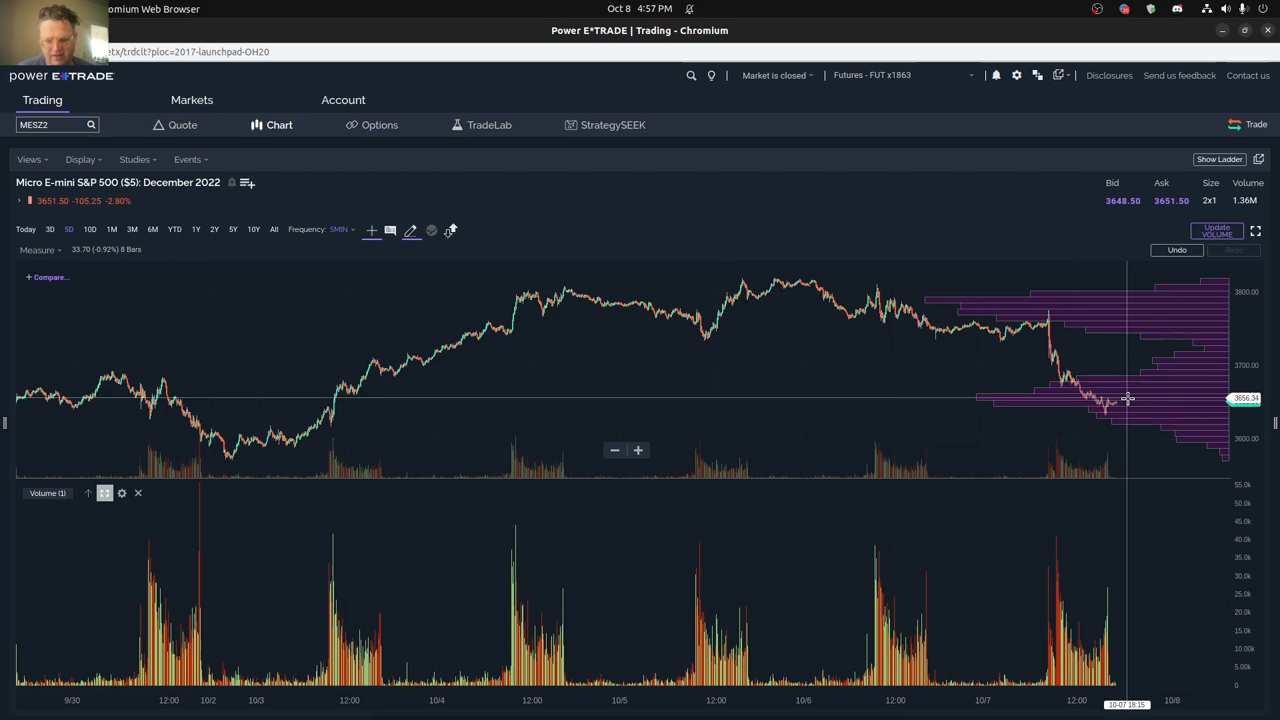 omium Web Browser
Oct 8 4:57 PM
Power E*TRADE | Trading - Chromium
etx/trdclt?ploc=2017-launchpad-OH20
power E*TRADE
Market is closed
Futures - FUT x1863
Disclosures
Send us feedback
Contact us
Trading
Markets
Account
MESZ2
Quote
Chart
Options
TradeLab
StrategySEEK
Trade
Views
Display
Studies
Events
Show Ladder
Micro E-mini S&P 500 ($5): December 2022
Bid
Ask
Size
Volume
3651.50 -105.25 -2.80%
3648.50
3651.50
2x1
1.36M
Today 3D 5D 10D 1M 3M 6M YTD 1Y 2Y 5Y 10Y All Frequency: 5MIN
Update
VOLUME
Measure
33.70 (-0.92%) 8 Bars
Undo
Redo
+ Compare...
3800.00
3700.00
3656.34
3600.00
Volume (1)
55.0k
50.0k
45.0k
40.0k
35.0k
30.0k
25.0k
20.0k
15.0k
10.00k
5.00k
0.00
9/30 12:00 10/2 10/3 12:00 10/4 12:00 10/5 12:00 10/6 12:00 10/7 12:00 10/8
10-07 18:15